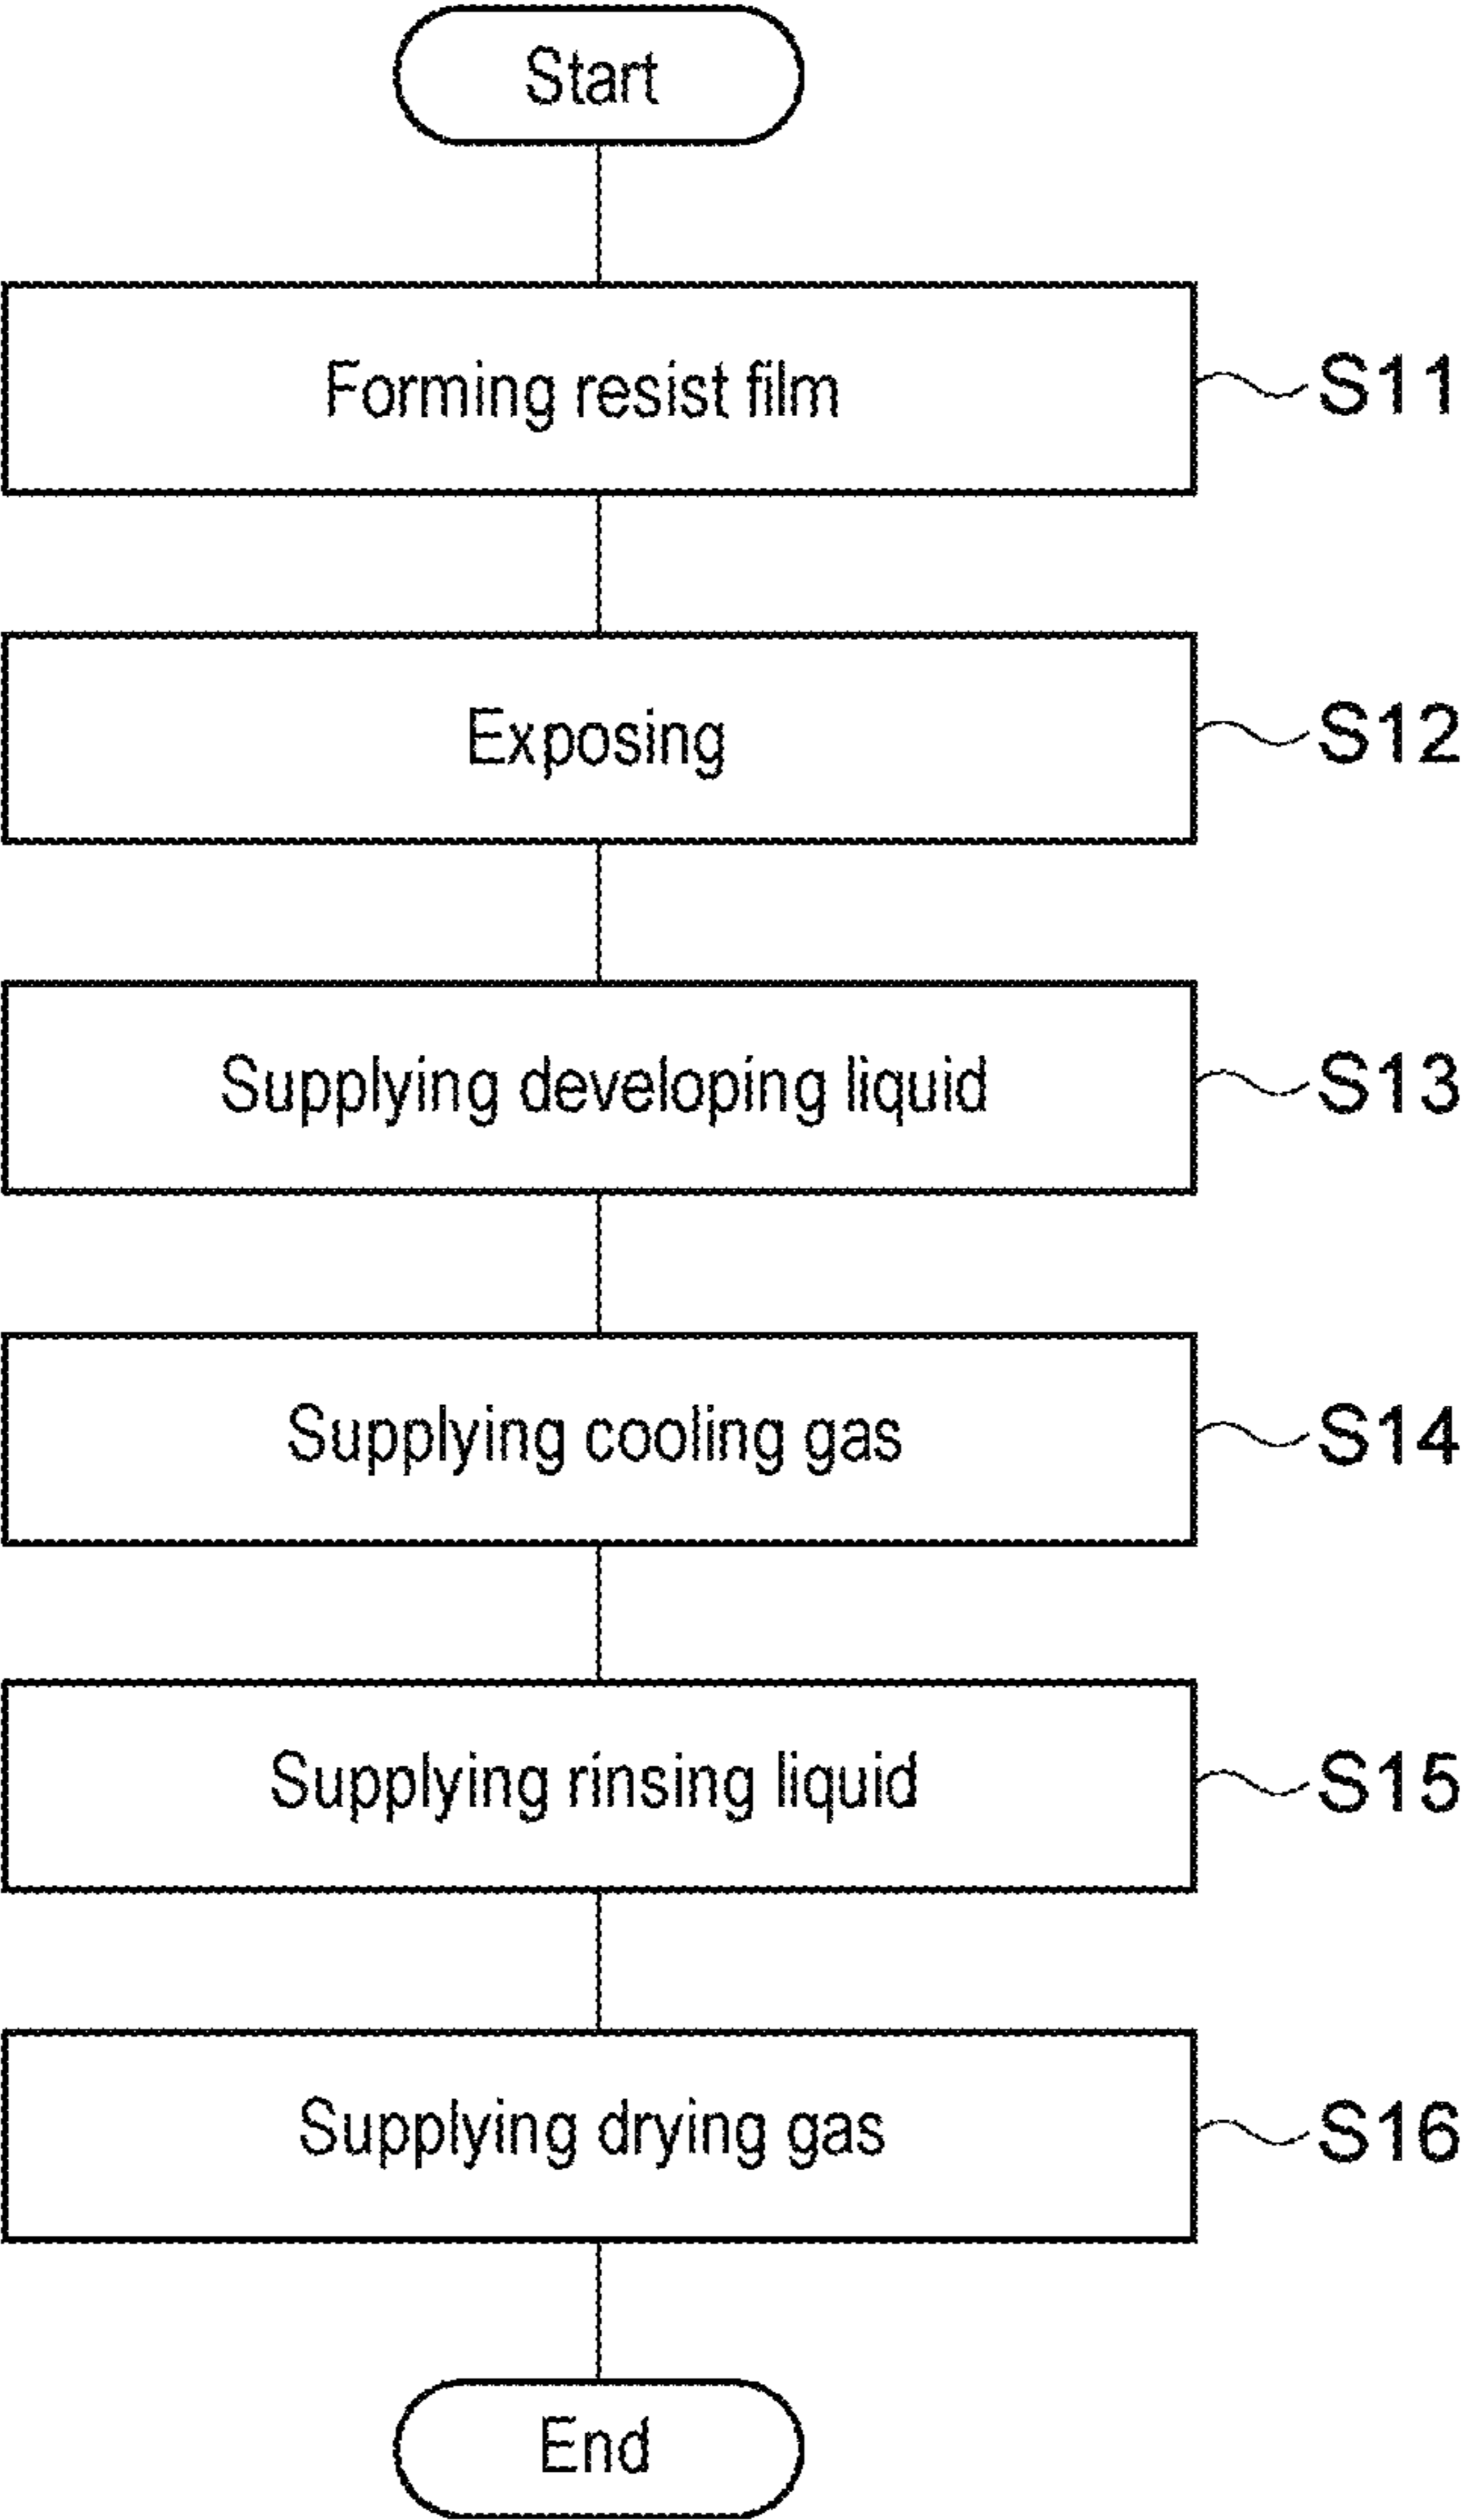 Start
Forming resist film S11
Exposing S12
Supplying developing liquid S13
Supplying cooling gas S14
Supplying rinsing liquid S15
Supplying drying gas S16
End